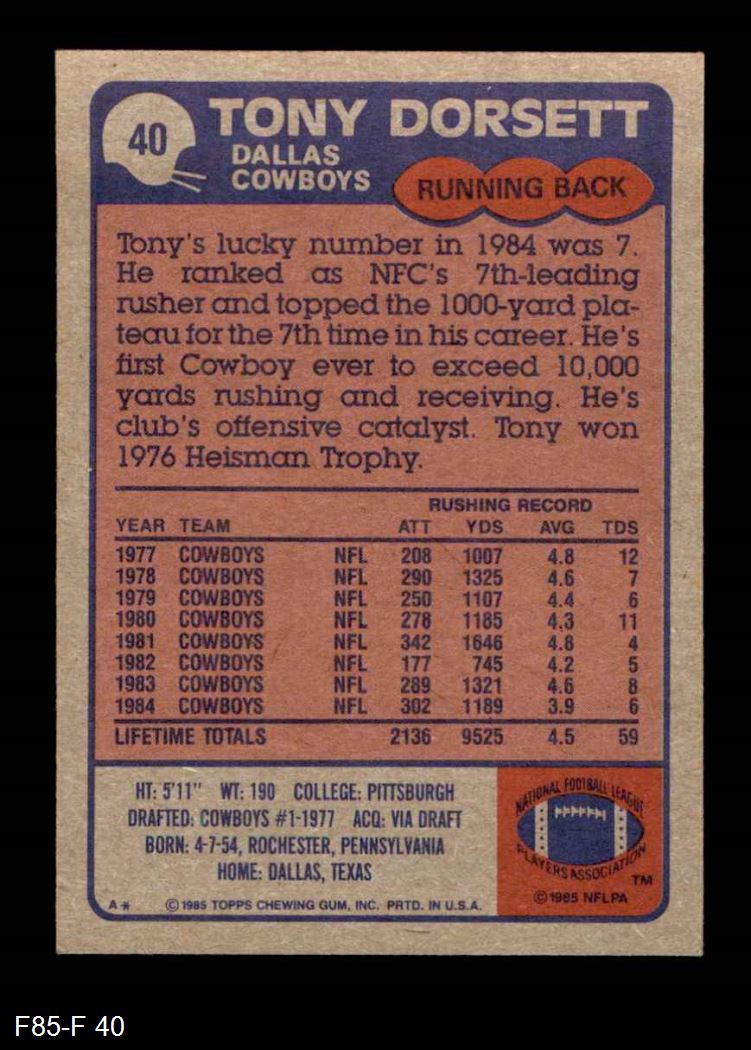 40
TONY DORSETT
DALLAS
COWBOYS
RUNNING BACK
Tony's lucky number in 1984 was 7.
He ranked as NFC's 7th-leading
rusher and topped the 1000-yard pla-
teau for the 7th time in his career. He's
first Cowboy ever to exceed 10,000
yards rushing and receiving. He's
club's offensive catalyst. Tony won
1976 Heisman Trophy.
RUSHING RECORD
YEAR TEAM ATT YDS AVG TDS
1977 COWBOYS NFL 208 1007 4.8 12
1978 COWBOYS NFL 290 1325 4.6 7
1979 COWBOYS NFL 250 1107 4.4 6
1980 COWBOYS NFL 278 1185 4.3 11
1981 COWBOYS NFL 342 1646 4.8 4
1982 COWBOYS NFL 177 745 4.2 5
1983 COWBOYS NFL 289 1321 4.6 8
1984 COWBOYS NFL 302 1189 3.9 6
LIFETIME TOTALS 2136 9525 4.5 59
HT: 5'11" WT: 190 COLLEGE: PITTSBURGH
DRAFTED: COWBOYS #1-1977 ACQ: VIA DRAFT
BORN: 4-7-54, ROCHESTER, PENNSYLVANIA
HOME: DALLAS, TEXAS
A* © 1985 TOPPS CHEWING GUM, INC. PRTD. IN U.S.A.
NATIONAL FOOTBALL LEAGUE
PLAYERS ASSOCIATION
TM
© 1985 NFLPA
F85-F 40